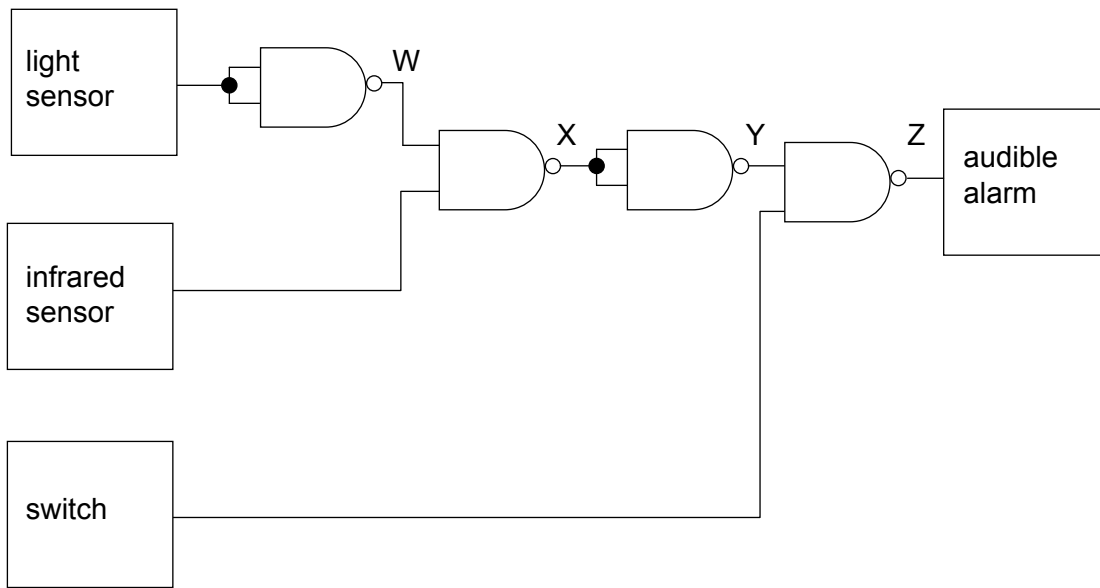 light
sensor
W
X
Y
Z
audible
alarm
infrared
sensor
switch